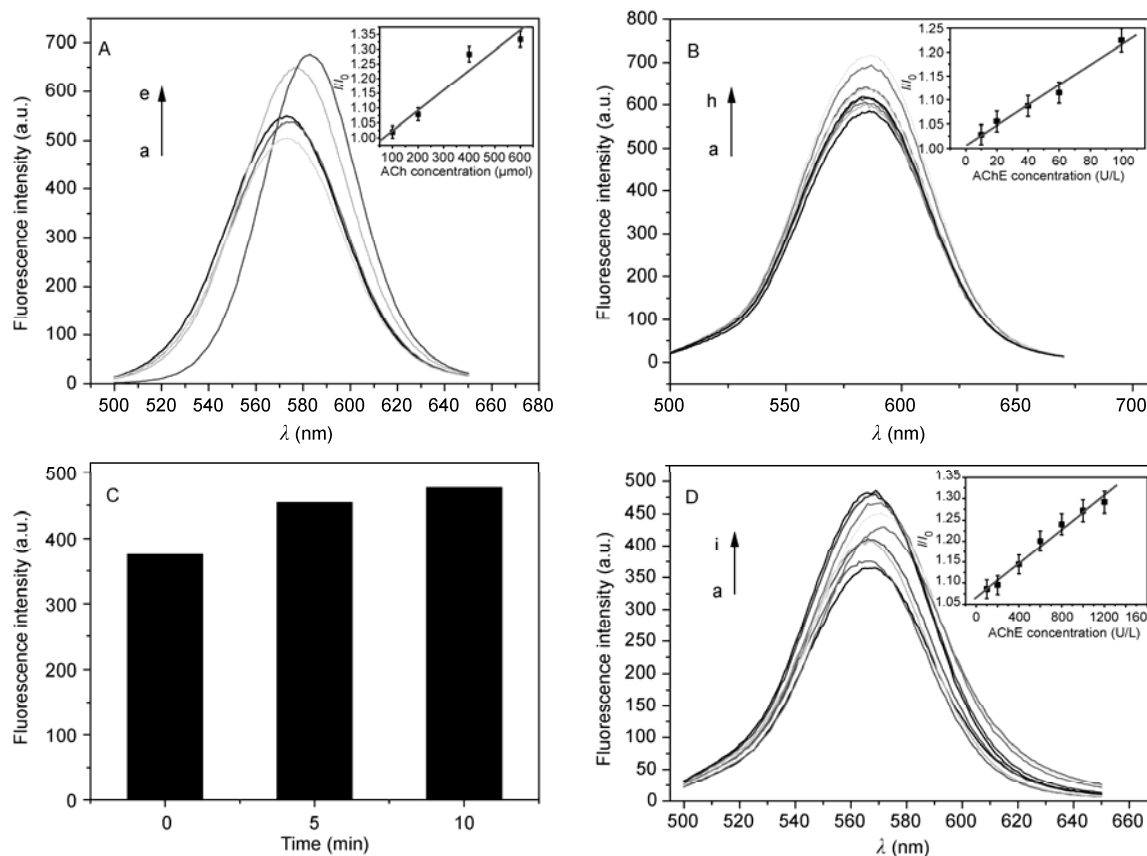 A
e
a
700
600
500
400
300
200
100
0
Fluorescence intensity (a.u.)
500 520 540 560 580 600 620 640 660 680
λ (nm)
1.35
1.30
1.25
1.20
1.15
1.10
1.05
1.00
I/I0
100 200 300 400 500 600
ACh concentration (μmol)
B
h
a
800
700
600
500
400
300
200
100
0
Fluorescence intensity (a.u.)
500 550 600 650 700
λ (nm)
1.25
1.20
1.15
1.10
1.05
1.00
I/I0
0 20 40 60 80 100
AChE concentration (U/L)
C
500
400
300
200
100
0
Fluorescence intensity (a.u.)
0 5 10
Time (min)
D
i
a
500
450
400
350
300
250
200
150
100
50
0
Fluorescence intensity (a.u.)
500 520 540 560 580 600 620 640 660
λ (nm)
1.35
1.30
1.25
1.20
1.15
1.10
1.05
I/I0
0 400 800 1200 160
AChE concentration (U/L)